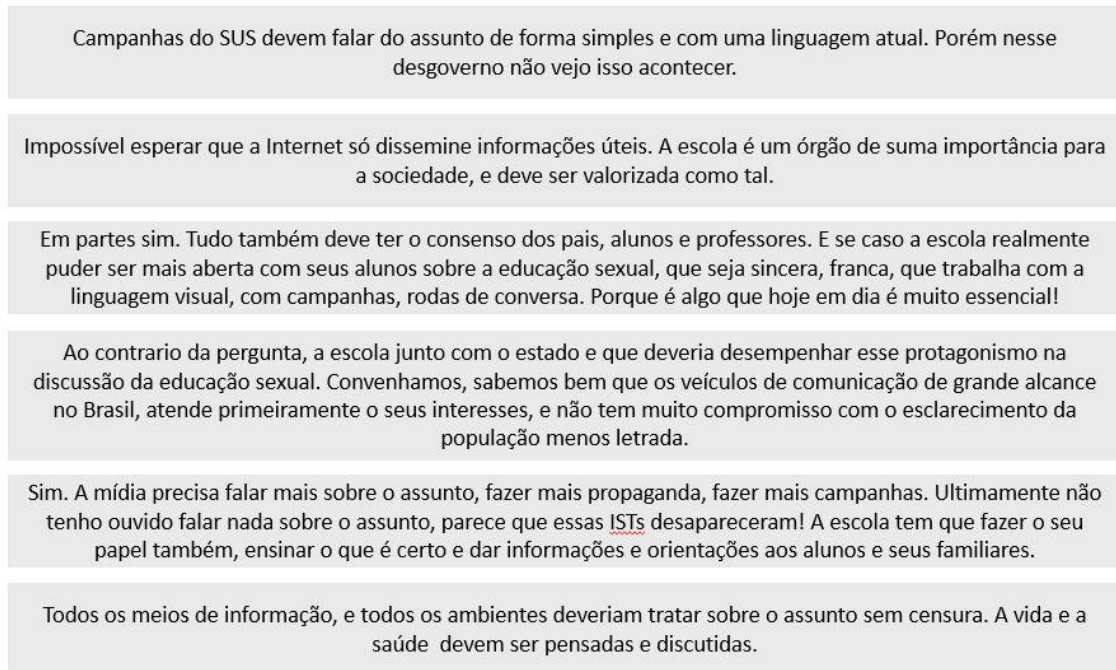 Campanhas do SUS devem falar do assunto de forma simples e com uma linguagem atual. Porém nesse
desgoverno não vejo isso acontecer.
Impossível esperar que a Internet só dissemine informações úteis. A escola é um órgão de suma importância para
a sociedade, e deve ser valorizada como tal.
Em partes sim. Tudo também deve ter o consenso dos pais, alunos e professores. E se caso a escola realmente
puder ser mais aberta com seus alunos sobre a educação sexual, que seja sincera, franca, que trabalha com a
linguagem visual, com campanhas, rodas de conversa. Porque é algo que hoje em dia é muito essencial!
Ao contrario da pergunta, a escola junto com o estado e que deveria desempenhar esse protagonismo na
discussão da educação sexual. Convenhamos, sabemos bem que os veículos de comunicação de grande alcance
no Brasil, atende primeiramente o seus interesses, e não tem muito compromisso com o esclarecimento da
população menos letrada.
Sim. A mídia precisa falar mais sobre o assunto, fazer mais propaganda, fazer mais campanhas. Ultimamente não
tenho ouvido falar nada sobre o assunto, parece que essas ISTs desapareceram! A escola tem que fazer o seu
papel também, ensinar o que é certo e dar informações e orientações aos alunos e seus familiares.
Todos os meios de informação, e todos os ambientes deveriam tratar sobre o assunto sem censura. A vida e a
saúde  devem ser pensadas e discutidas.